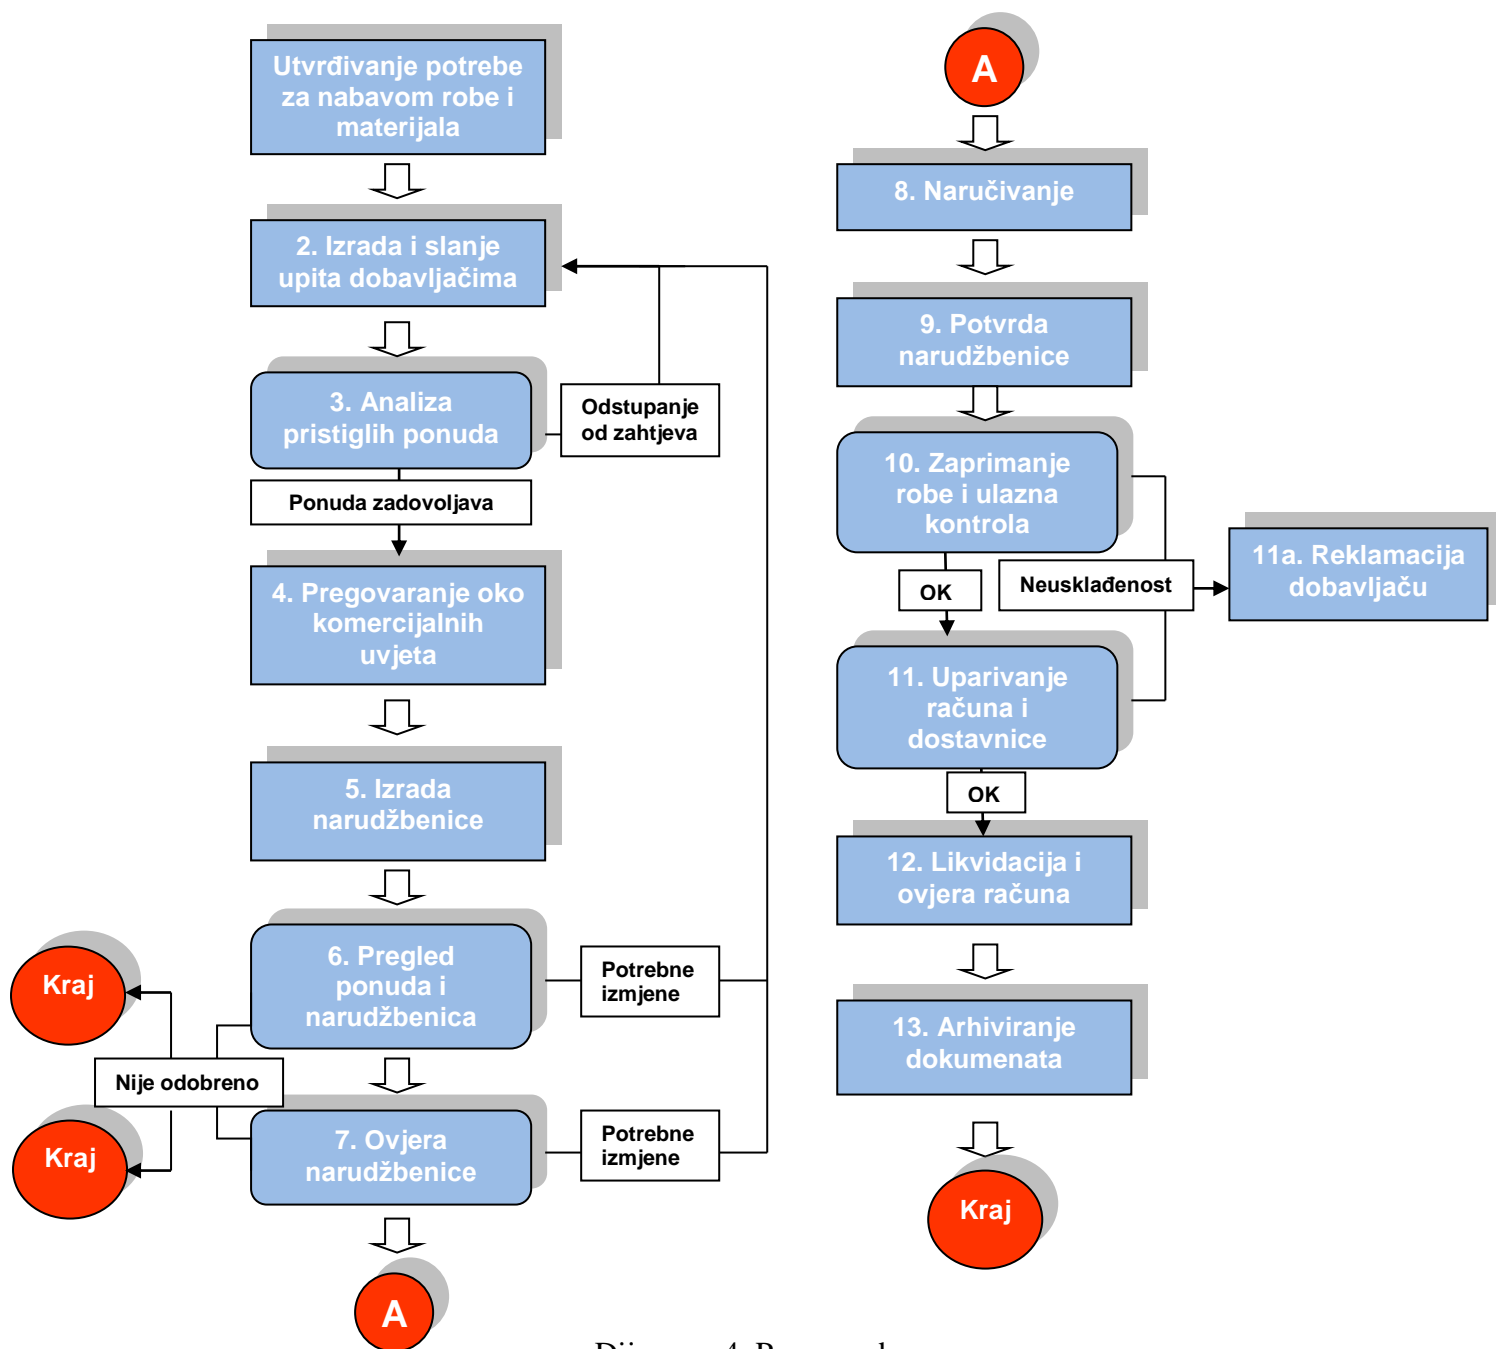 Utvrđivanje potrebe
za nabavom robe i
materijala
2. Izrada i slanje
upita dobavljačima
3. Analiza
pristiglih ponuda
Odstupanje
od zahtjeva
Ponuda zadovoljava
4. Pregovaranje oko
komercijalnih
uvjeta
5. Izrada
narudžbenice
6. Pregled
ponuda i
narudžbenica
Potrebne
izmjene
Kraj
Nije odobreno
7. Ovjera
narudžbenice
Potrebne
izmjene
Kraj
A
A
8. Naručivanje
9. Potvrda
narudžbenice
10. Zaprimanje
robe i ulazna
kontrola
OK
Neusklađenost
11a. Reklamacija
dobavljaču
11. Uparivanje
računa i
dostavnice
OK
12. Likvidacija i
ovjera računa
13. Arhiviranje
dokumenata
Kraj